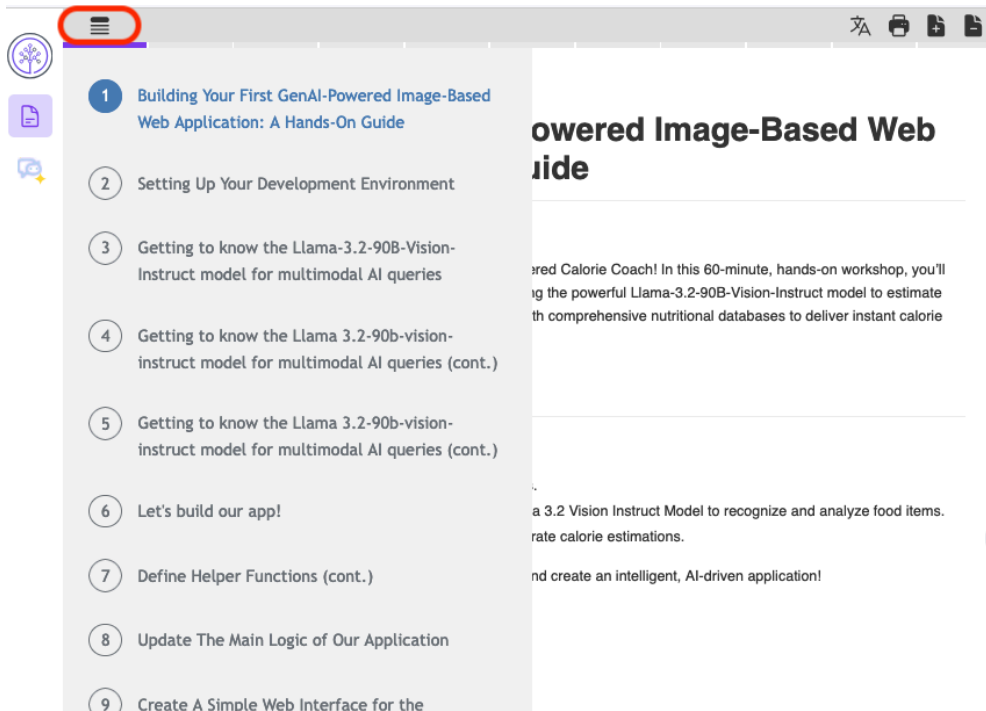 1 Building Your First GenAI-Powered Image-Based
Web Application: A Hands-On Guide
2 Setting Up Your Development Environment
3 Getting to know the Llama-3.2-90B-Vision-
Instruct model for multimodal AI queries
4 Getting to know the Llama 3.2-90b-vision-
instruct model for multimodal AI queries (cont.)
5 Getting to know the Llama 3.2-90b-vision-
instruct model for multimodal AI queries (cont.)
6 Let's build our app!
7 Define Helper Functions (cont.)
8 Update The Main Logic of Our Application
9 Create A Simple Web Interface for the
owered Image-Based Web
uide
ered Calorie Coach! In this 60-minute, hands-on workshop, you'll
ng the powerful Llama-3.2-90B-Vision-Instruct model to estimate
th comprehensive nutritional databases to deliver instant calorie
s.
a 3.2 Vision Instruct Model to recognize and analyze food items.
rate calorie estimations.
nd create an intelligent, AI-driven application!